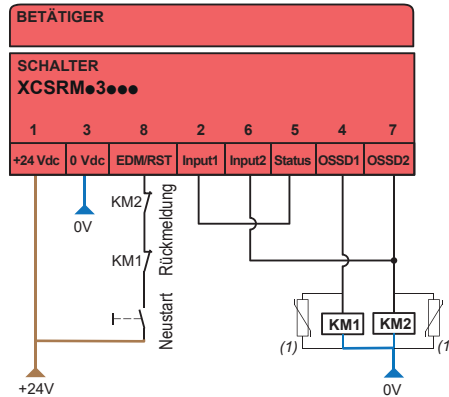 BETÄTIGER
SCHALTER
XCSRM●3●●●
1 3 8 2 6 5 4 7
+24 Vdc 0 Vdc EDM/RST Input1 Input2 Status OSSD1 OSSD2
KM2
0V
Rückmeldung
KM1
Neustart
KM1 KM2
(1) (1
+24V 0V